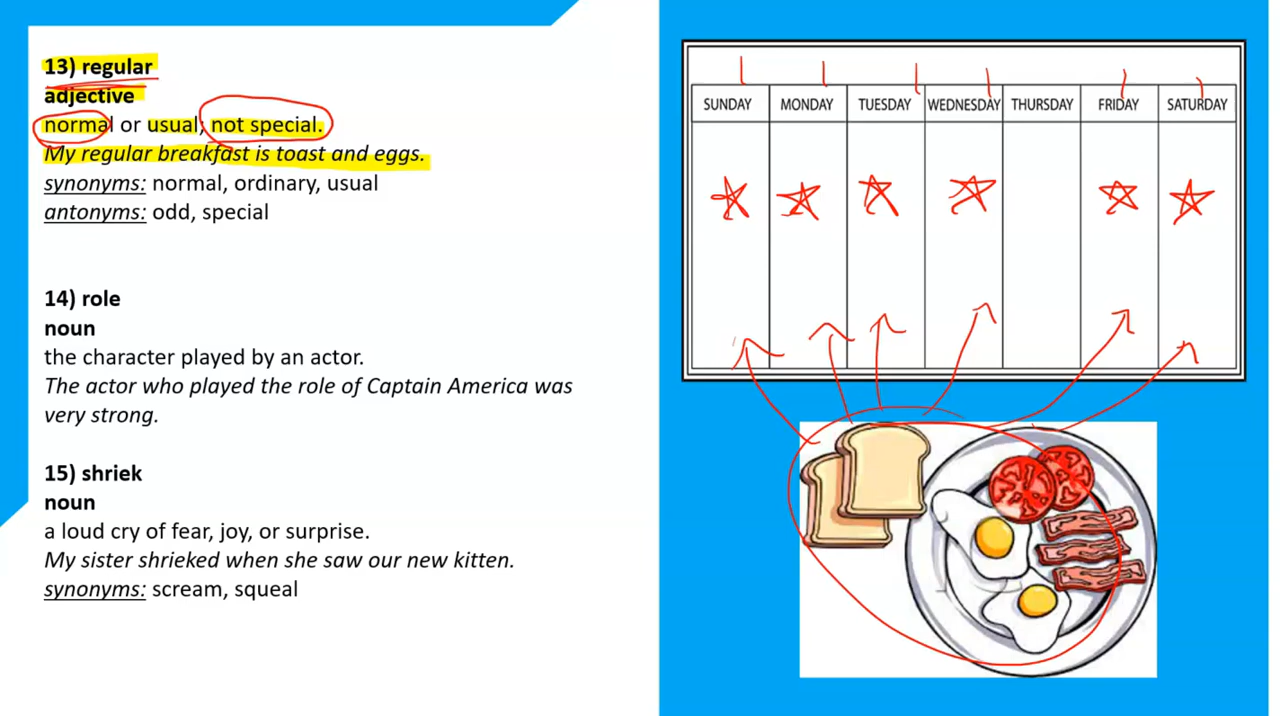 13) regular
adjective
normal or usual; not special.
My regular breakfast is toast and eggs.
synonyms: normal, ordinary, usual
antonyms: odd, special
14) role
noun
the character played by an actor.
The actor who played the role of Captain America was
very strong.
15) shriek
noun
a loud cry of fear, joy, or surprise.
My sister shrieked when she saw our new kitten.
synonyms: scream, squeal
SUNDAY MONDAY TUESDAY WEDNESDAY THURSDAY FRIDAY SATURDAY